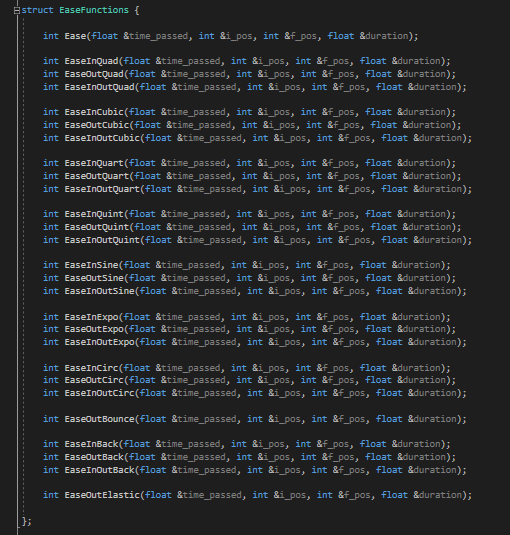 struct EaseFunctions {
int Ease(float &time_passed, int &i_pos, int &f_pos, float &duration);
int EaseInQuad(float &time_passed, int &i_pos, int &f_pos, float &duration);
int EaseOutQuad(float &time_passed, int &i_pos, int &f_pos, float &duration);
int EaseInOutQuad(float &time_passed, int &i_pos, int &f_pos, float &duration);
int EaseInCubic(float &time_passed, int &i_pos, int &f_pos, float &duration);
int EaseOutCubic(float &time_passed, int &i_pos, int &f_pos, float &duration);
int EaseInOutCubic(float &time_passed, int &i_pos, int &f_pos, float &duration);
int EaseInQuart(float &time_passed, int &i_pos, int &f_pos, float &duration);
int EaseOutQuart(float &time_passed, int &i_pos, int &f_pos, float &duration);
int EaseInOutQuart(float &time_passed, int &i_pos, int &f_pos, float &duration);
int EaseInQuint(float &time_passed, int &i_pos, int &f_pos, float &duration);
int EaseOutQuint(float &time_passed, int &i_pos, int &f_pos, float &duration);
int EaseInOutQuint(float &time_passed, int &i_pos, int &f_pos, float &duration);
int EaseInSine(float &time_passed, int &i_pos, int &f_pos, float &duration);
int EaseOutSine(float &time_passed, int &i_pos, int &f_pos, float &duration);
int EaseInOutSine(float &time_passed, int &i_pos, int &f_pos, float &duration);
int EaseInExpo(float &time_passed, int &i_pos, int &f_pos, float &duration);
int EaseOutExpo(float &time_passed, int &i_pos, int &f_pos, float &duration);
int EaseInOutExpo(float &time_passed, int &i_pos, int &f_pos, float &duration);
int EaseInCirc(float &time_passed, int &i_pos, int &f_pos, float &duration);
int EaseOutCirc(float &time_passed, int &i_pos, int &f_pos, float &duration);
int EaseInOutCirc(float &time_passed, int &i_pos, int &f_pos, float &duration);
int EaseOutBounce(float &time_passed, int &i_pos, int &f_pos, float &duration);
int EaseInBack(float &time_passed, int &i_pos, int &f_pos, float &duration);
int EaseOutBack(float &time_passed, int &i_pos, int &f_pos, float &duration);
int EaseInOutBack(float &time_passed, int &i_pos, int &f_pos, float &duration);
int EaseOutElastic(float &time_passed, int &i_pos, int &f_pos, float &duration);
};